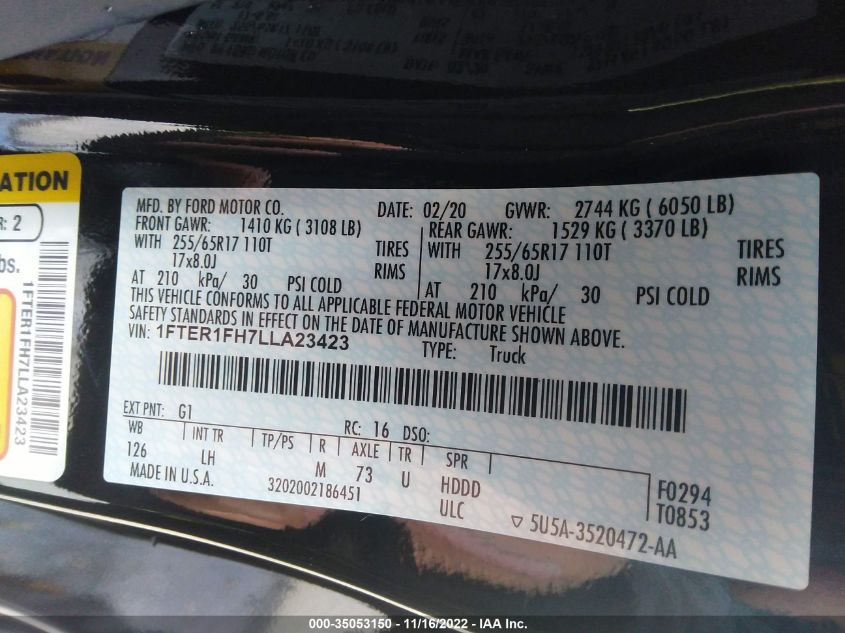 ATION
R: 2
bs.
1FTER1FH7LLA23423
MFD. BY FORD MOTOR CO. DATE: 02/20 GVWR: 2744 KG ( 6050 LB)
FRONT GAWR: 1410 KG ( 3108 LB) REAR GAWR: 1529 KG ( 3370 LB)
WITH 255/65R17 110T TIRES WITH 255/65R17 110T TIRES
17x8.0J RIMS 17x8.0J RIMS
AT 210 kPa/ 30 PSI COLD AT 210 kPa/ 30 PSI COLD
THIS VEHICLE CONFORMS TO ALL APPLICABLE FEDERAL MOTOR VEHICLE
SAFETY STANDARDS IN EFFECT ON THE DATE OF MANUFACTURE SHOWN ABOVE.
VIN: 1FTER1FH7LLA23423 TYPE: Truck
EXT PNT: G1 RC: 16 DSO:
WB INT TR TP/PS R AXLE TR SPR
126 LH M 73 U HDDD F0294
MADE IN U.S.A. 3202002186451 ULC T0853
5U5A-3520472-AA
000-35053150 - 11/16/2022 - IAA Inc.